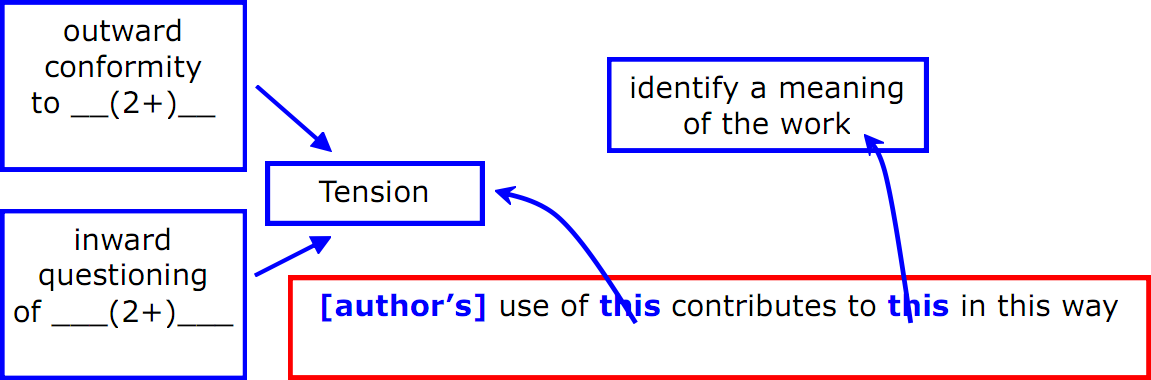 outward
conformity
to __(2+)__
identify a meaning
of the work
Tension
inward
questioning
of ___(2+)___
[author’s] use of this contributes to this in this way